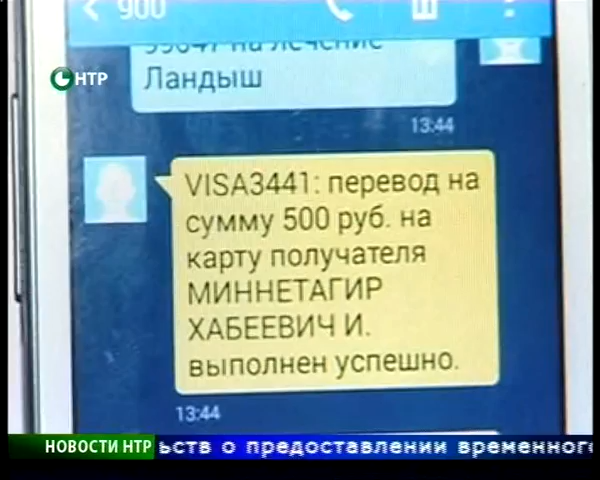 900
99647 на лечение
Ландыш
НТР
13:44
VISA3441: перевод на
сумму 500 руб. на
карту получателя
МИННЕТАГИР
ХАБЕЕВИЧ И.
выполнен успешно.
13:44
НОВОСТИ НТР ьств о предоставлении временног